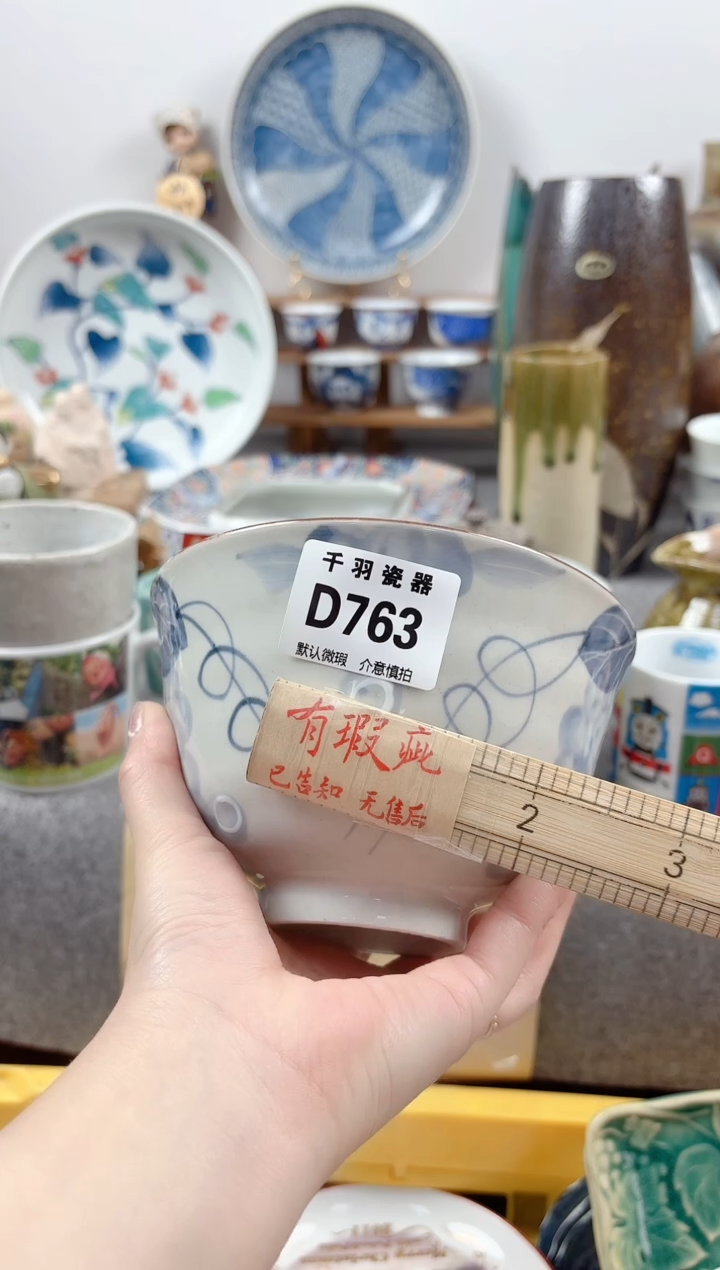 千羽瓷器
D763
默认微瑕 介意慎拍
有瑕疵
已告知 无售后
2
3